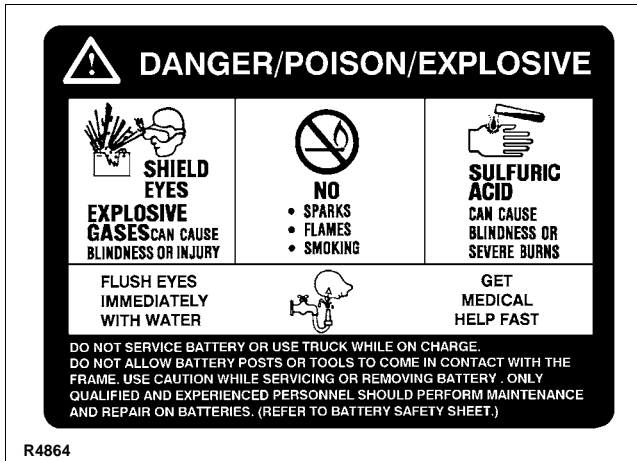 DANGER/POISON/EXPLOSIVE
SHIELD
EYES
EXPLOSIVE
GASES CAN CAUSE
BLINDNESS OR INJURY
NO
• SPARKS
• FLAMES
• SMOKING
SULFURIC
ACID
CAN CAUSE
BLINDNESS OR
SEVERE BURNS
FLUSH EYES
IMMEDIATELY
WITH WATER
GET
MEDICAL
HELP FAST
DO NOT SERVICE BATTERY OR USE TRUCK WHILE ON CHARGE.
DO NOT ALLOW BATTERY POSTS OR TOOLS TO COME IN CONTACT WITH THE
FRAME. USE CAUTION WHILE SERVICING OR REMOVING BATTERY . ONLY
QUALIFIED AND EXPERIENCED PERSONNEL SHOULD PERFORM MAINTENANCE
AND REPAIR ON BATTERIES. (REFER TO BATTERY SAFETY SHEET.)
R4864